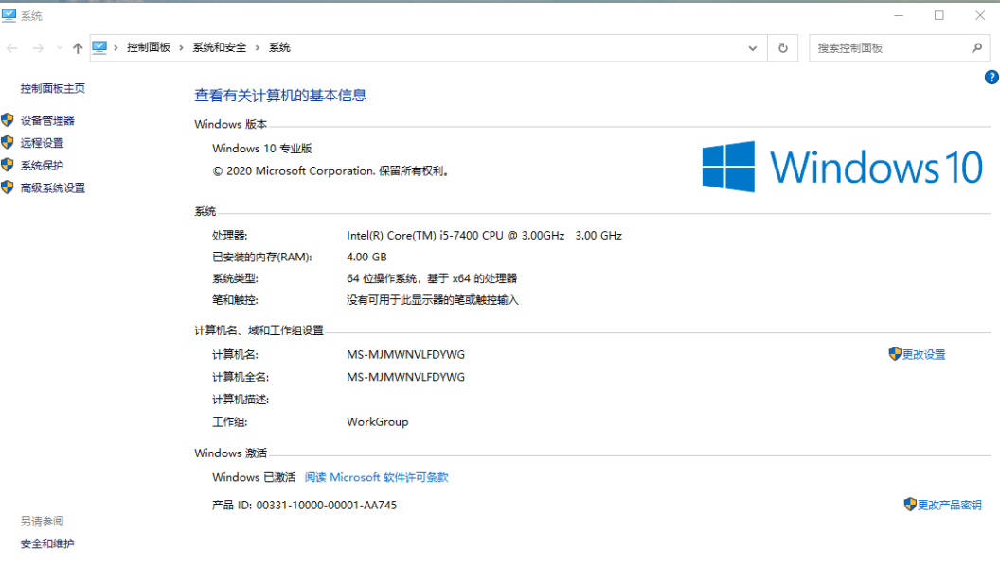 系统
控制面板 › 系统和安全 › 系统
搜索控制面板
?
控制面板主页
设备管理器
远程设置
系统保护
高级系统设置
查看有关计算机的基本信息
Windows 版本
Windows 10 专业版
© 2020 Microsoft Corporation. 保留所有权利。
Windows 10
系统
处理器: Intel(R) Core(TM) i5-7400 CPU @ 3.00GHz 3.00 GHz
已安装的内存(RAM): 4.00 GB
系统类型: 64 位操作系统，基于 x64 的处理器
笔和触控: 没有可用于此显示器的笔或触控输入
计算机名、域和工作组设置
计算机名: MS-MJMWNVLFDYWG 更改设置
计算机全名: MS-MJMWNVLFDYWG
计算机描述:
工作组: WorkGroup
Windows 激活
Windows 已激活 阅读 Microsoft 软件许可条款
产品 ID: 00331-10000-00001-AA745 更改产品密钥
另请参阅
安全和维护